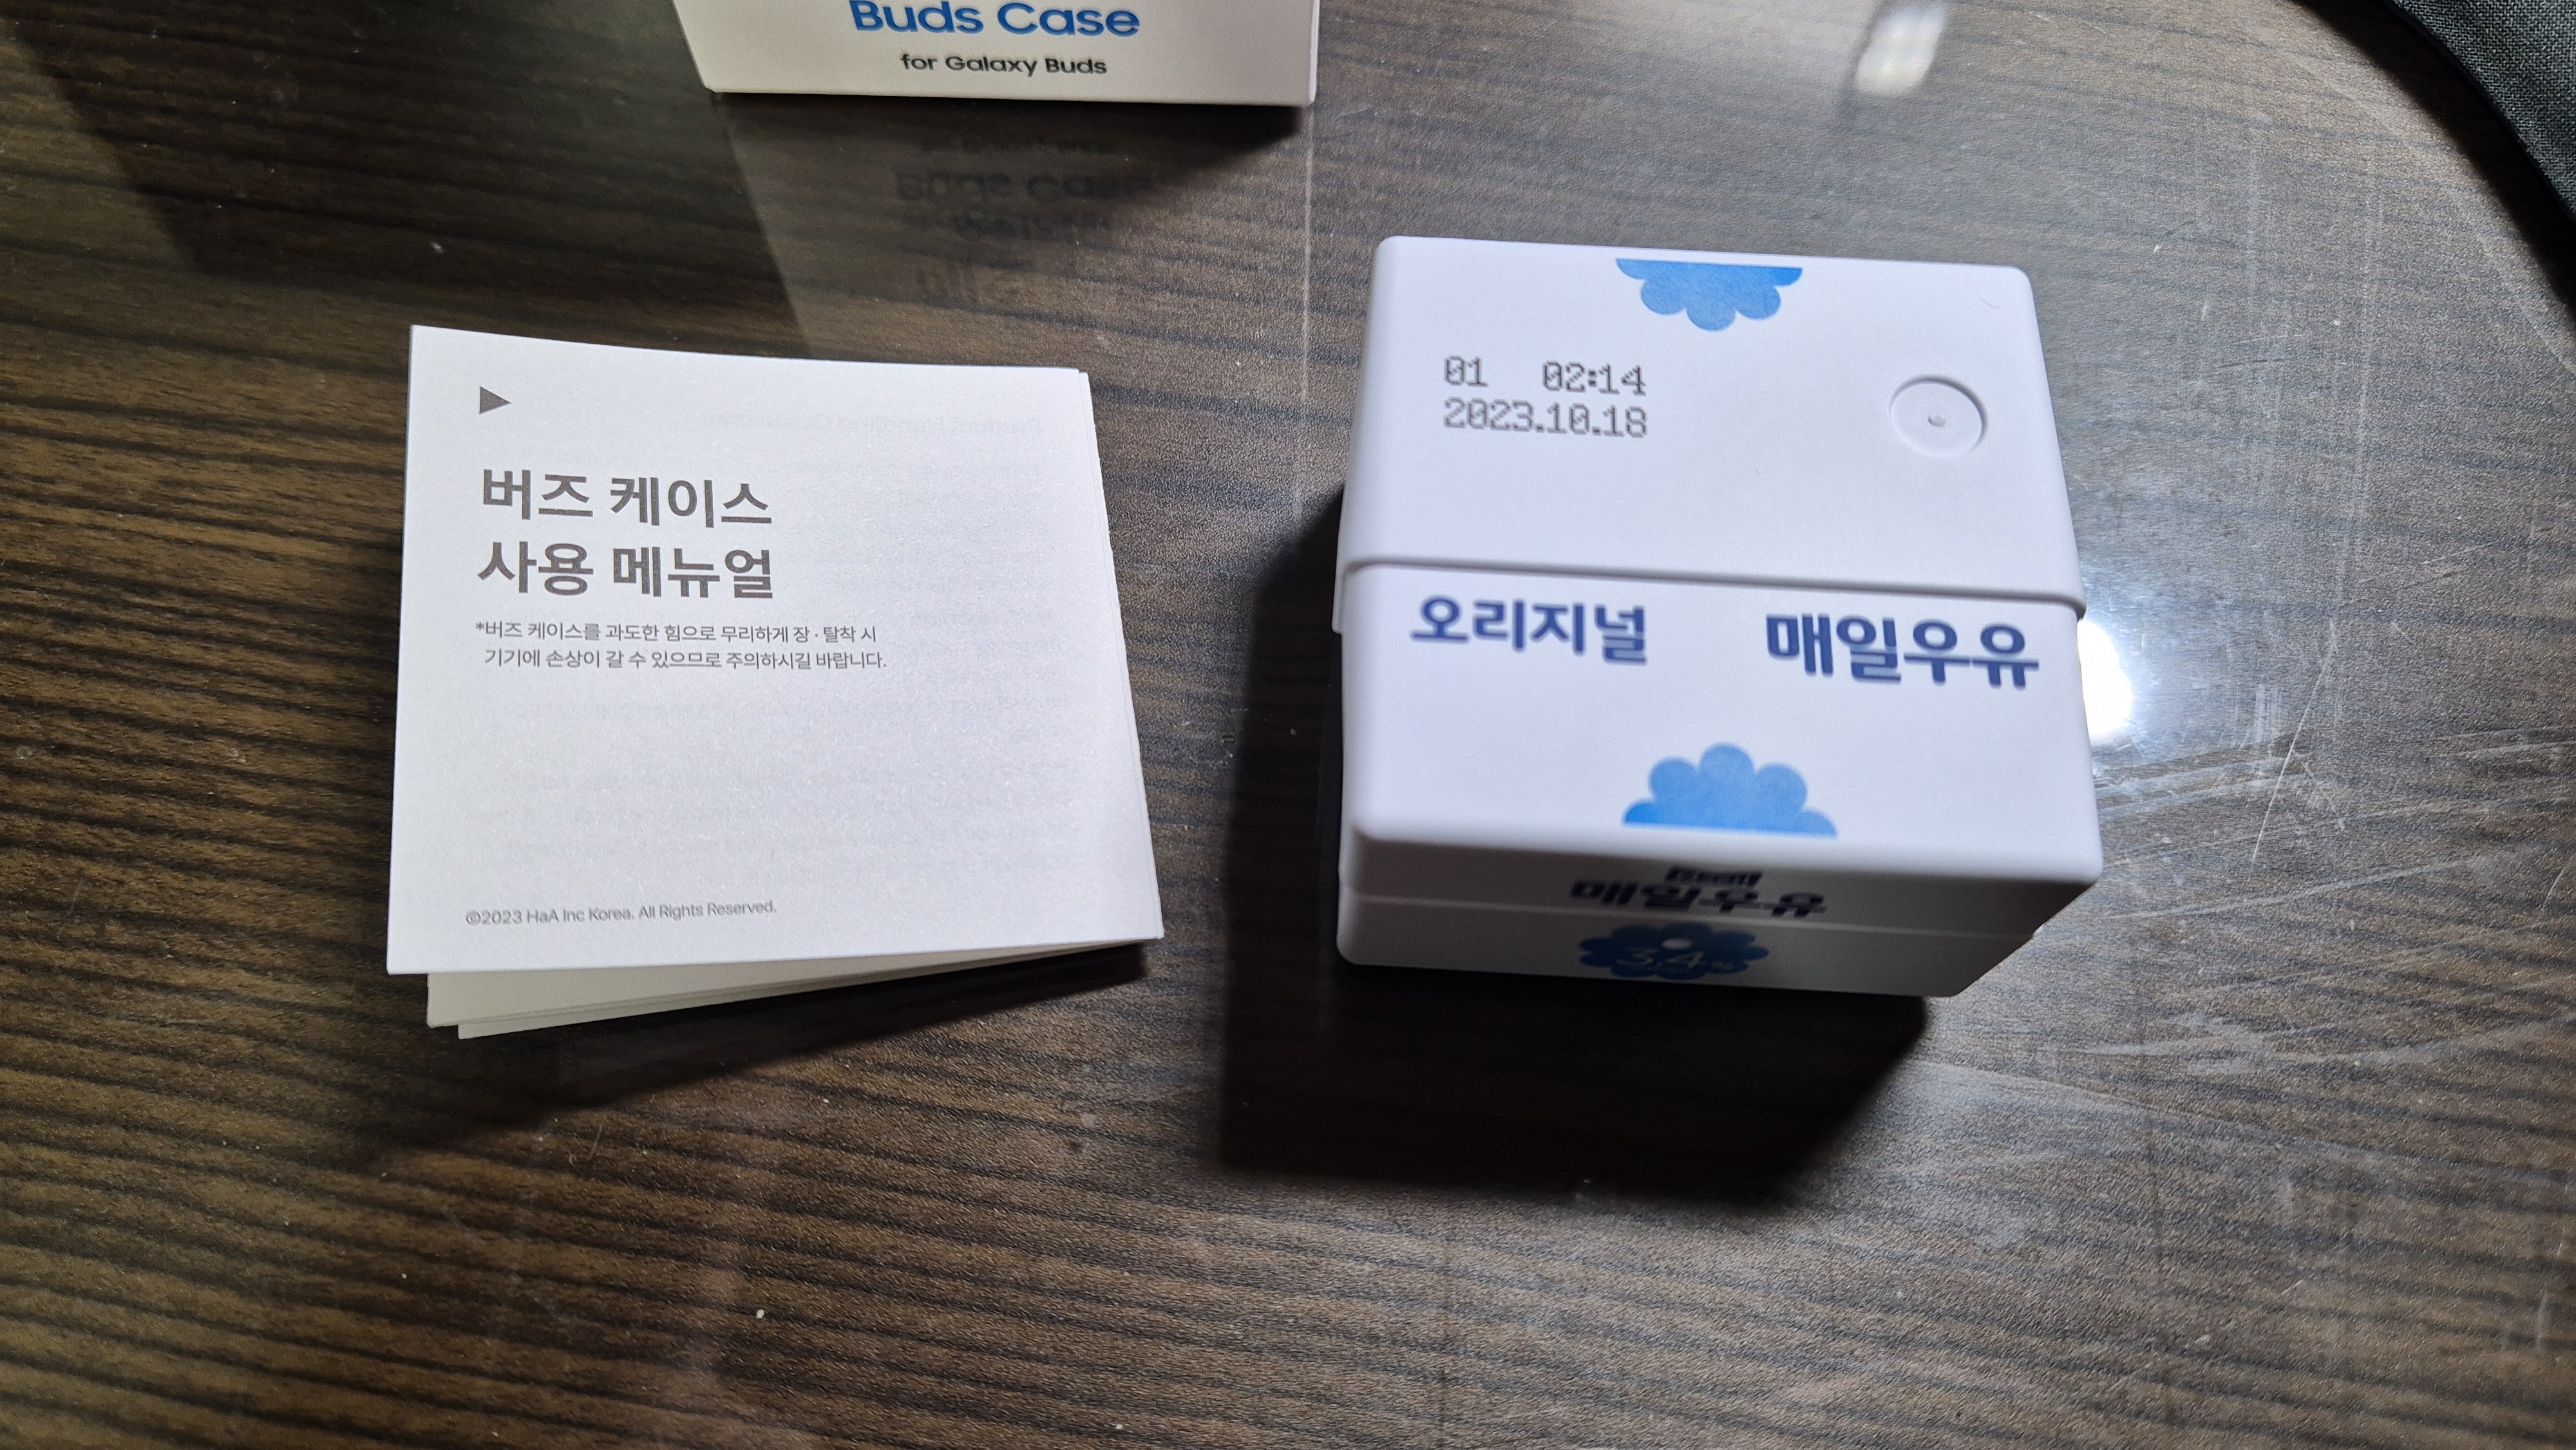 Buds Case
for Galaxy Buds
버즈 케이스
사용 메뉴얼
*버즈 케이스를 과도한 힘으로 무리하게 장·탈착 시
기기에 손상이 갈 수 있으므로 주의하시길 바랍니다.
©2023 HaA Inc Korea. All Rights Reserved.
01 02:14
2023.10.18
오리지널 매일우유
매일우유
3.4%